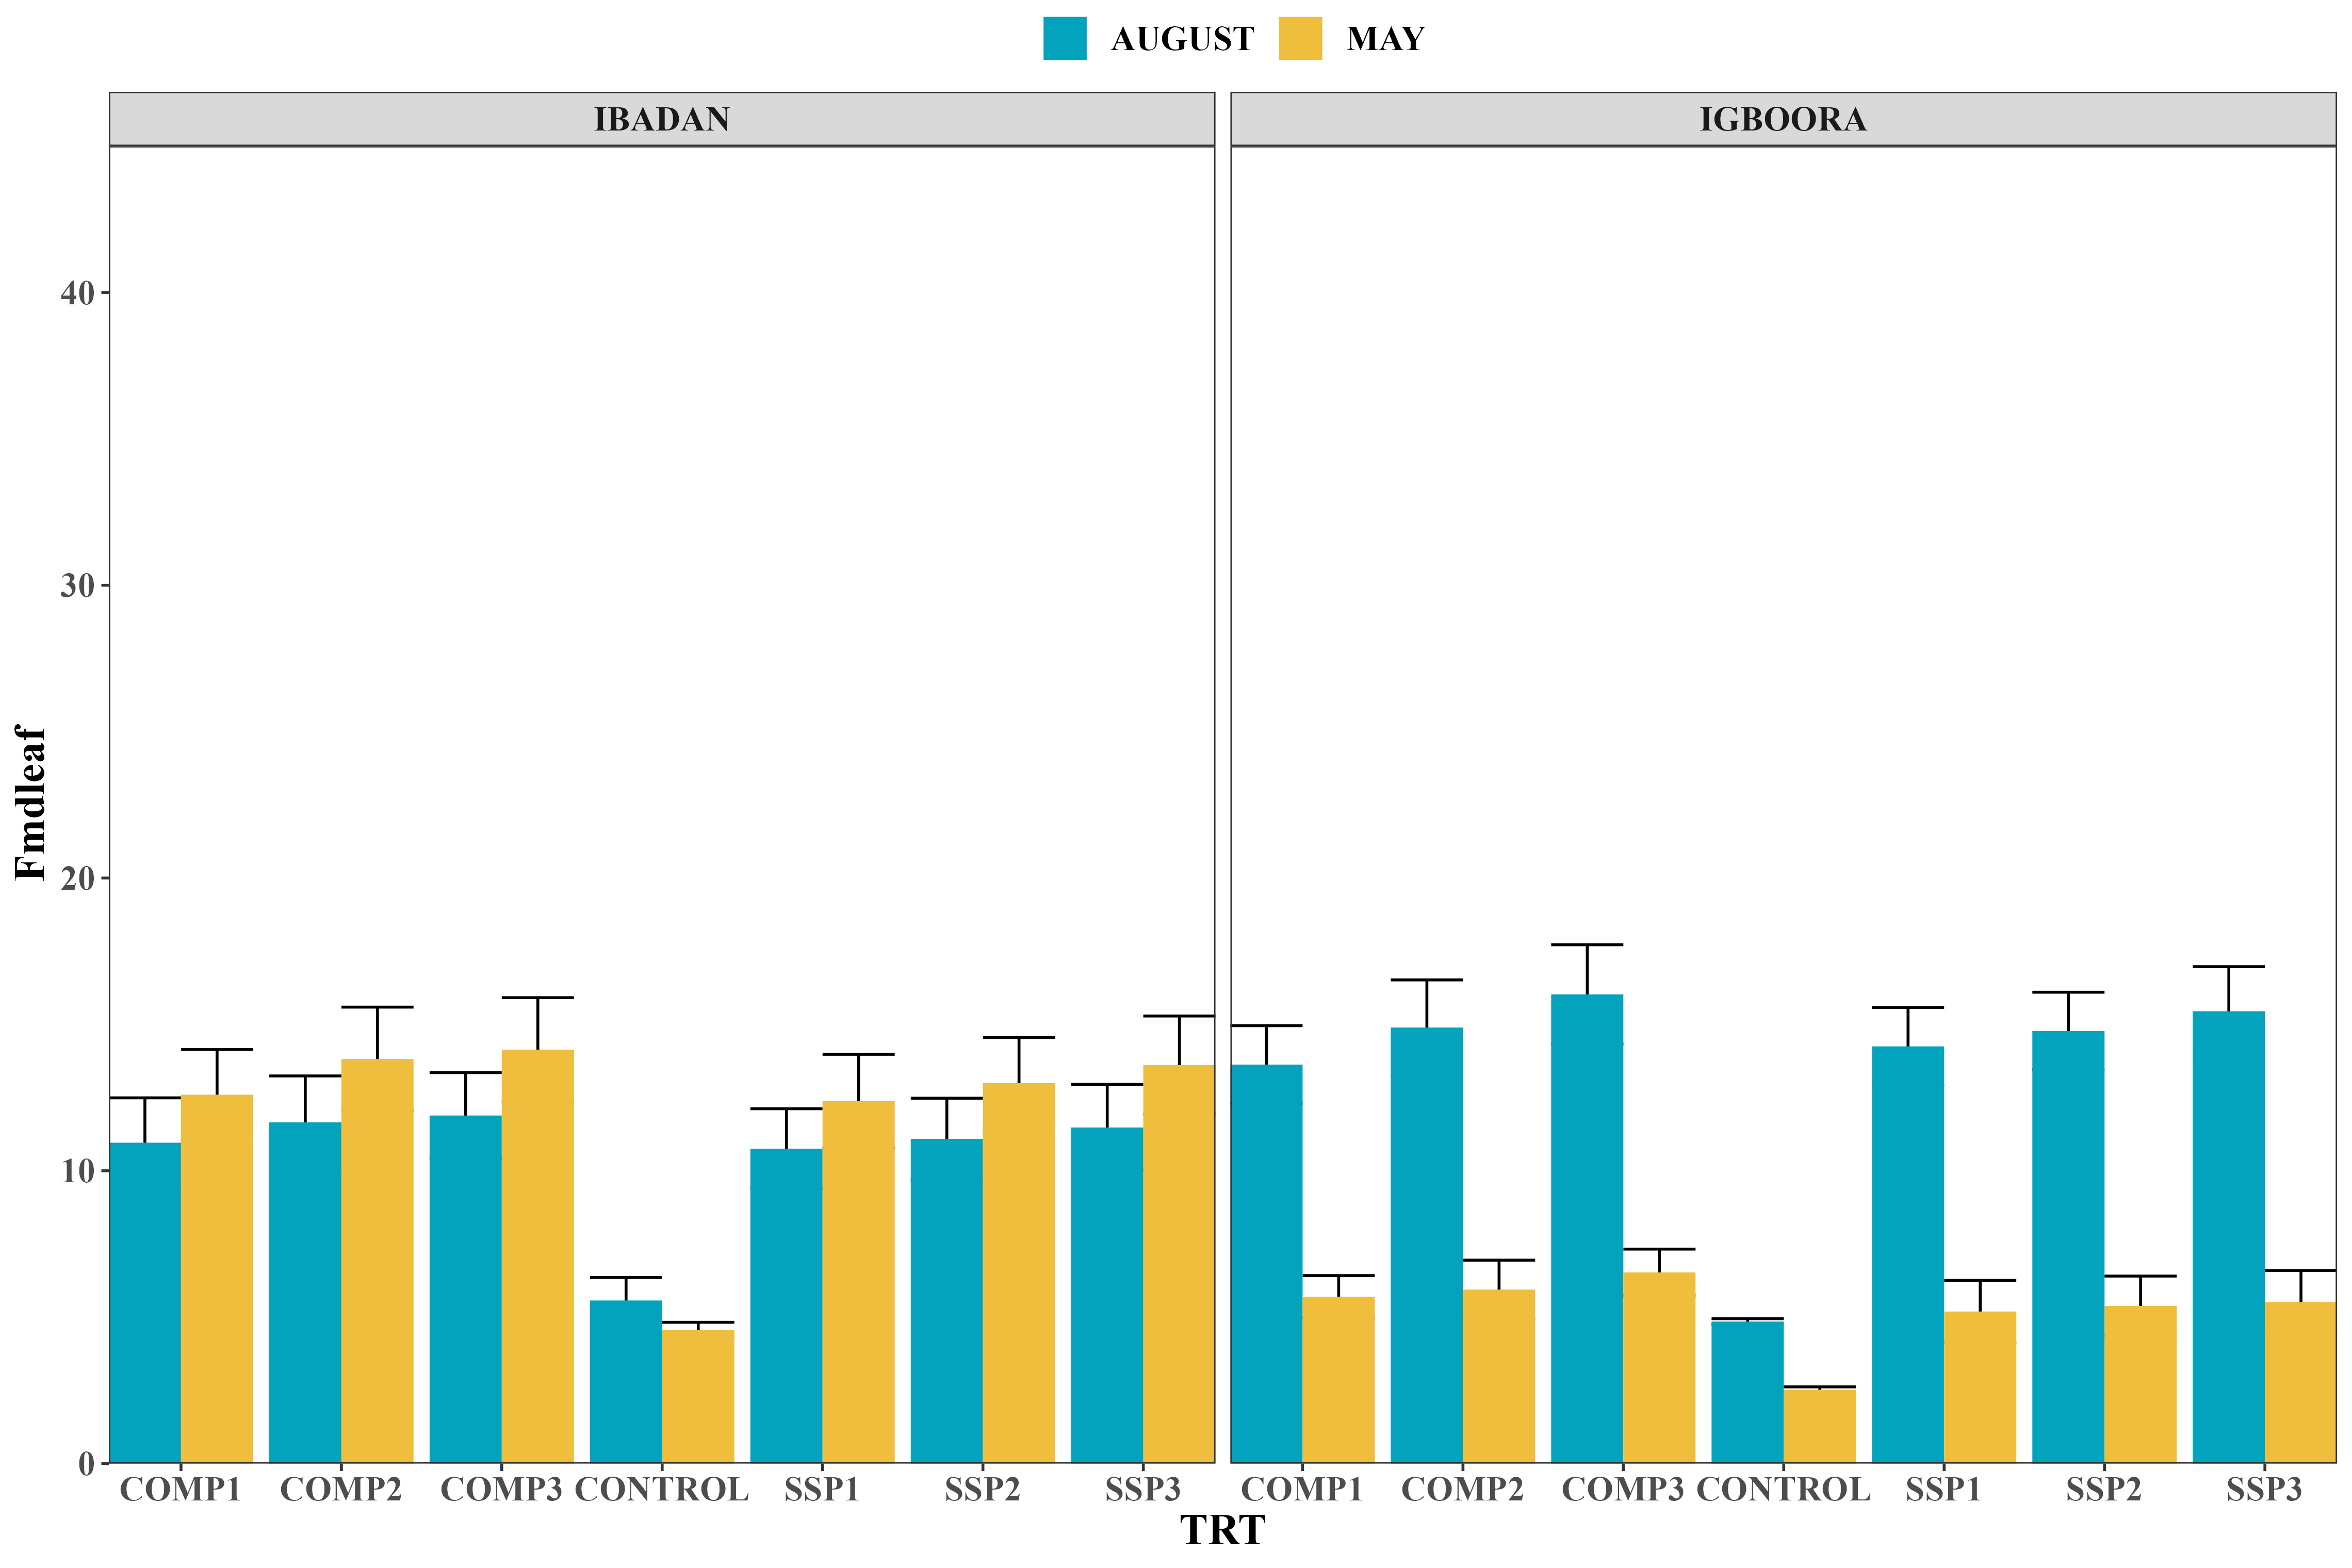 AUGUST MAY
IBADAN IGBOORA
40
30
20
10
0
Fmdleaf
COMP1 COMP2 COMP3 CONTROL SSP1 SSP2 SSP3 COMP1 COMP2 COMP3 CONTROL SSP1 SSP2 SSP3
TRT